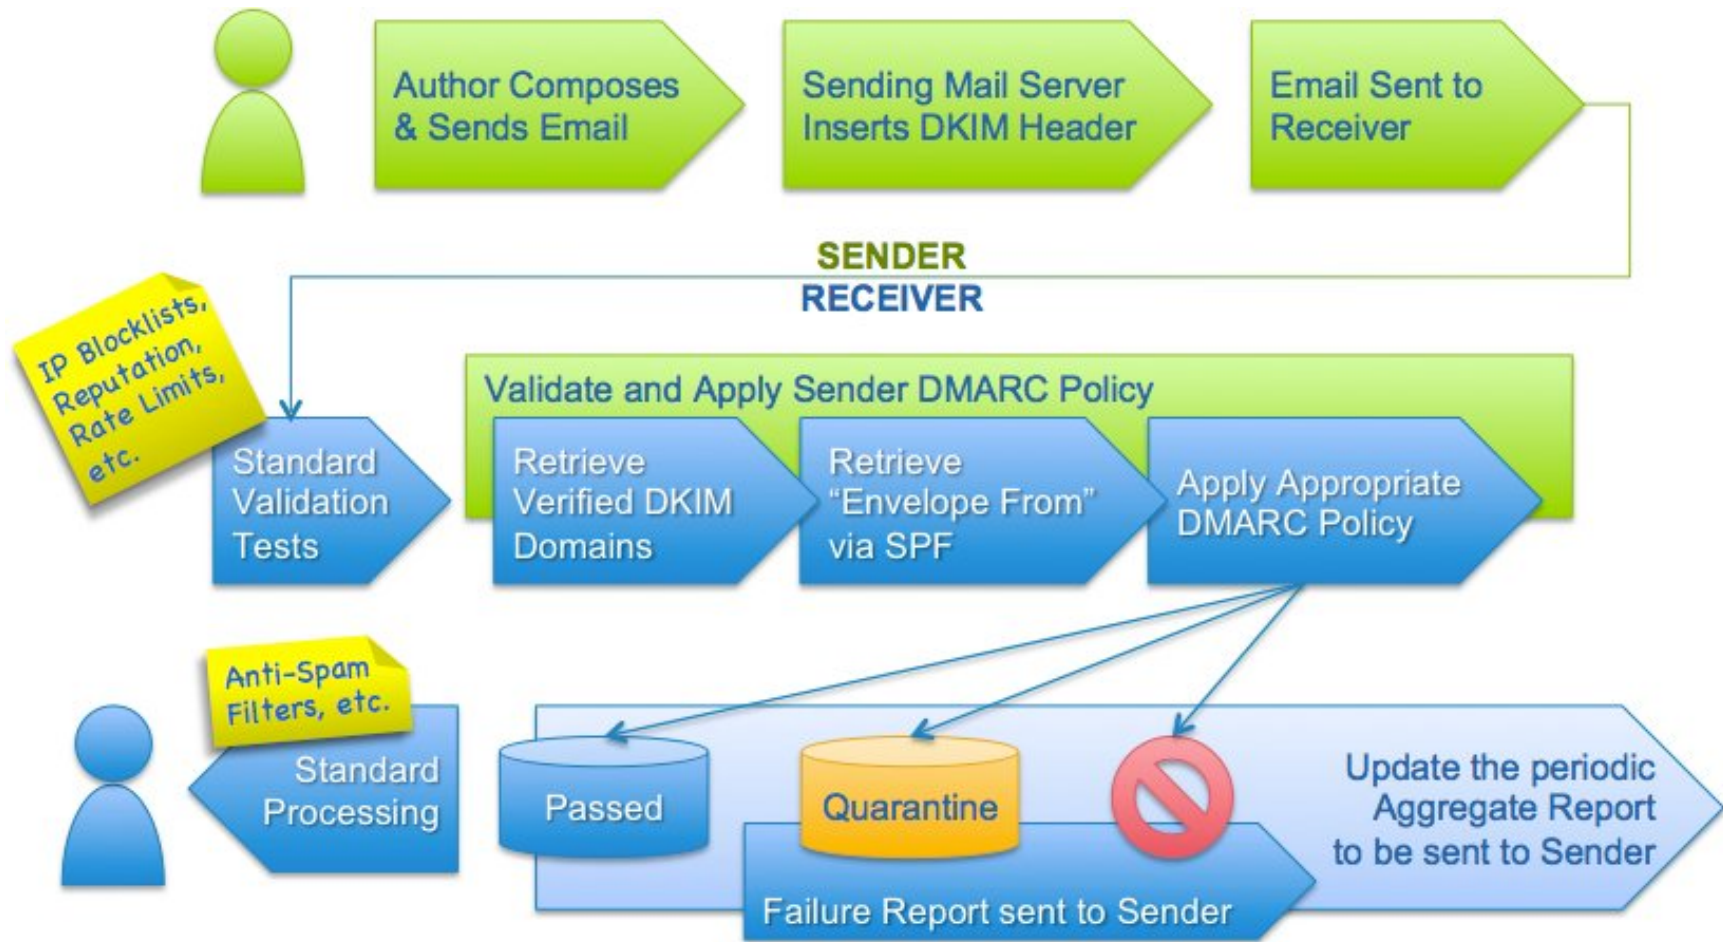 Author Composes
& Sends Email
Sending Mail Server
Inserts DKIM Header
Email Sent to
Receiver
SENDER
RECEIVER
IP Blocklists,
Reputation,
Rate Limits,
etc.
Validate and Apply Sender DMARC Policy
Standard
Validation
Tests
Retrieve
Verified DKIM
Domains
Retrieve
“Envelope From”
via SPF
Apply Appropriate
DMARC Policy
Anti-Spam
Filters, etc.
Standard
Processing
Passed
Quarantine
Update the periodic
Aggregate Report
to be sent to Sender
Failure Report sent to Sender